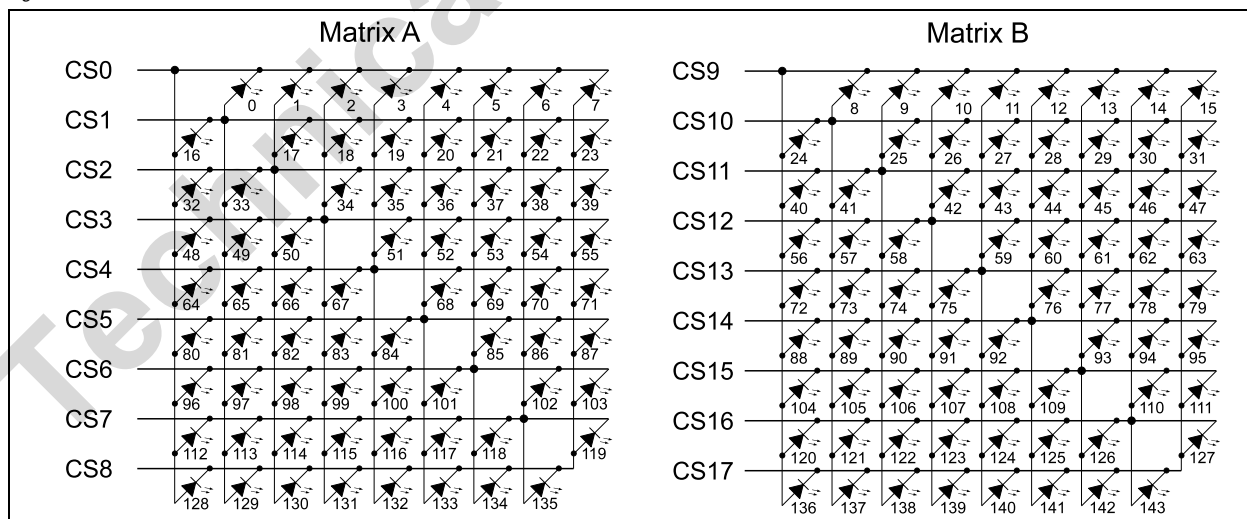 Matrix A
CS0
0 1 2 3 4 5 6 7
CS1
16 17 18 19 20 21 22 23
CS2
32 33 34 35 36 37 38 39
CS3
48 49 50 51 52 53 54 55
CS4
64 65 66 67 68 69 70 71
CS5
80 81 82 83 84 85 86 87
CS6
96 97 98 99 100 101 102 103
CS7
112 113 114 115 116 117 118 119
CS8
128 129 130 131 132 133 134 135
Matrix B
CS9
8 9 10 11 12 13 14 15
CS10
24 25 26 27 28 29 30 31
CS11
40 41 42 43 44 45 46 47
CS12
56 57 58 59 60 61 62 63
CS13
72 73 74 75 76 77 78 79
CS14
88 89 90 91 92 93 94 95
CS15
104 105 106 107 108 109 110 111
CS16
120 121 122 123 124 125 126 127
CS17
136 137 138 139 140 141 142 143
Technica